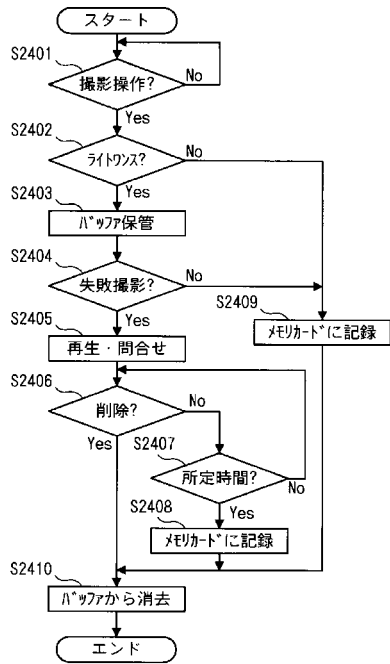 スタート
S2401
撮影操作?
No
Yes
S2402
ﾗｲﾄﾜﾝｽ?
No
Yes
S2403
ﾊﾞｯﾌｧ保管
S2404
失敗撮影?
No
Yes
S2409
ﾒﾓﾘｶｰﾄﾞに記録
S2405
再生・問合せ
S2406
削除?
No
Yes
S2407
所定時間?
No
Yes
S2408
ﾒﾓﾘｶｰﾄﾞに記録
S2410
ﾊﾞｯﾌｧから消去
エンド